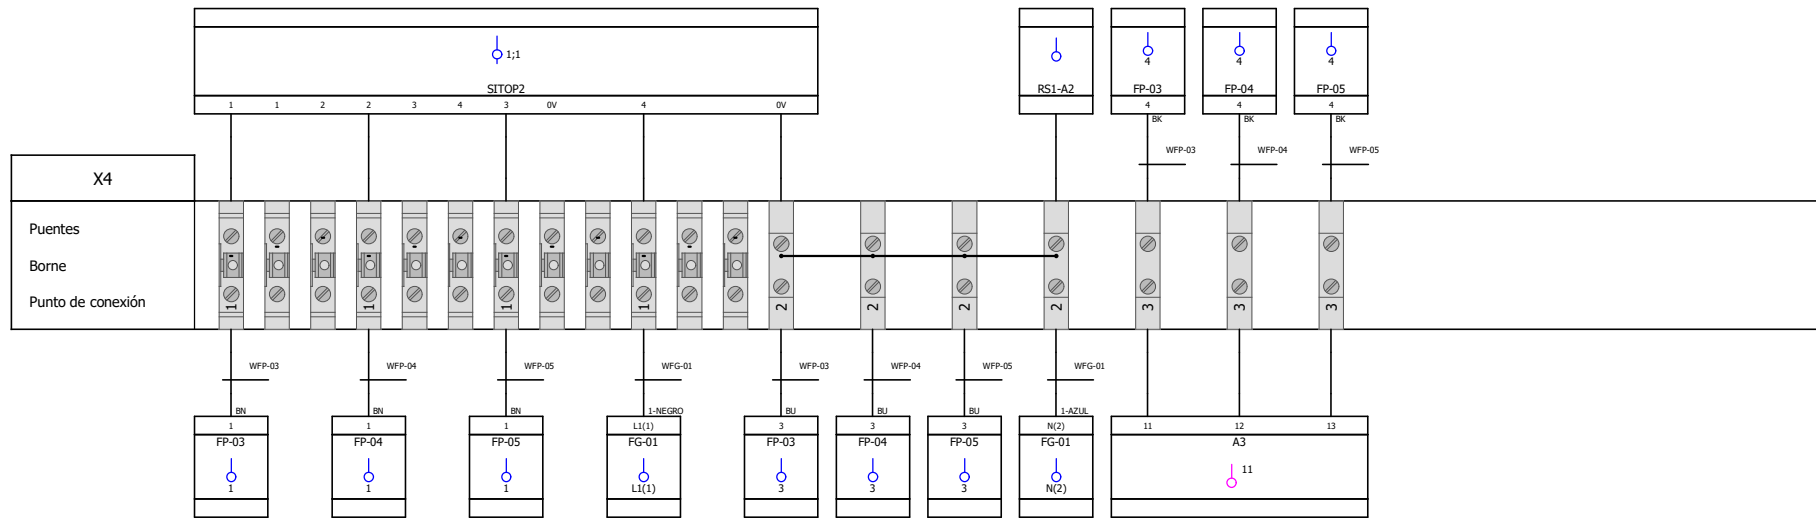 1;1
SITOP2
1 1 2 2 3 4 3 0V 4 0V
RS1-A2
4
FP-03
4
BK
WFP-03
4
FP-04
4
BK
WFP-04
4
FP-05
4
BK
WFP-05
X4
Puentes
Borne
Punto de conexión
1 1 1 1 2 2 2 2 3 3 3
WFP-03 WFP-04 WFP-05 WFG-01 WFP-03 WFP-04 WFP-05 WFG-01
BN BN BN 1-NEGRO BU BU BU 1-AZUL
1 1 1 L1(1) 3 3 3 N(2) 11 12 13
FP-03 FP-04 FP-05 FG-01 FP-03 FP-04 FP-05 FG-01 A3
11
1 1 1 L1(1) 3 3 3 N(2)